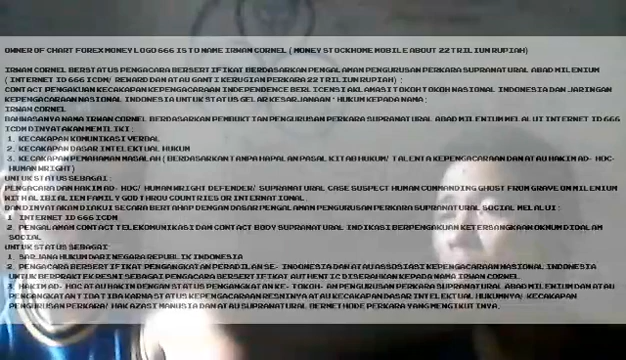 OWNER OF CHART FOREX MONEY LOGO 666 IS TO NAME IRWAN CORNEL ( MONEY STOCKHOME MOBILE ABOUT 22 TRILIUN RUPIAH)
IRWAN CORNEL BERSTATUS PENGACARA BERSERTIFIKAT BERDASARKAN PENGALAMAN PENGURUSAN PERKARA SUPRANATURAL ABAD MILENIUM
( INTERNET ID 666 ICDM/ REWARD DAN ATAU GANTI KERUGIAN PERKARA 22 TRILIUN RUPIAH) :
CONTACT PENGAKUAN KECAKAPAN KEPENGACARAAN INDEPENDENCE BERLICENSI AKLAMASI TOKOH TOKOH NASIONAL INDONESIA DAN JARINGAN
KEPENGACARAAN NASIONAL INDONESIA UNTUK STATUS GELAR KESARJANAAN " HUKUM KEPADA NAMA :
IRWAN CORNEL
BAHWASANYA NAMA IRWAN CORNEL BERDASARKAN PEMBUKTIAN PENGURUSAN PERKARA SUPRANATURAL ABAD MILENIUM MELALUI INTERNET ID 666
ICDM DINYATAKAN MEMILIKI :
1. KECAKAPAN KOMUNIKASI VERBAL
2. KECAKAPAN DASAR INTELEKTUAL HUKUM
3. KECAKAPAN PEMAHAMAN MASALAH ( BERDASARKAN TANPA HAPALAN PASAL KITAB HUKUM/ TALENTA KEPENGACARAAN DAN ATAU HAKIM AD- HOC-
HUMAN WRIGHT)
UNTUK STATUS SEBAGAI :
PENGACARA DAN HAKIM AD- HOC/ HUMAN WRIGHT DEFENDER/ SUPRANATURAL CASE SUSPECT HUMAN COMMANDING GHOST FROM GRAVE ON MILENIUM
WITH ALIBI ALIEN FAMILY GOD THROU COUNTRIES OR INTERNATIONAL
DAN DINYATAKAN DIAKUI SECARA BERTAHAP DENGAN DASAR PENGALAMAN PENGURUSAN PERKARA SUPRANATURAL SOCIAL MELALUI :
1. INTERNET ID 666 ICDM
2. PENGALAMAN CONTACT TELEKOMUNIKASI DAN CONTACT BODY SUPRANATURAL INDIKASI BERPENGAKUAN KETERSANGKAAN OKNUM DIDALAM
SOCIAL
UNTUK STATUS SEBAGAI:
1. SARJANA HUKUM DARI NEGARA REPUBLIK INDONESIA
2. PENGACARA BERSERTIFIKAT PENGANGKATAN PERADILAN SE- INDONESIA DAN ATAU ASSOSIASI KEPENGACARAAN NASIONAL INDONESIA
UNTUK BERPRAKTEK RESMI SEBAGAI PENGACARA BERSERTIFIKAT AUTHENTIC DISERAHKAN KEPADA NAMA IRWAN CORNEL
3. HAKIM AD- HOC ATAU HAKIM DENGAN STATUS PENGANGKATAN KE- TOKOH- AN PENGURUSAN PERKARA SUPRANATURAL ABAD MILENIUM DAN ATAU
PENGANGKATAN TIDA TIDA KARMA STATUS KEPENGACARAAN RESMINYA ATAU KECAKAPAN DASAR INTELEKTUAL HUKUMNYA/ KECAKAPAN
PENGURUSAN PERKARA/ HAK AZASI MANUSIA DAN ATAU SUPRANATURAL BERMETHODE PERKARA YANG MENGIKUTINYA.